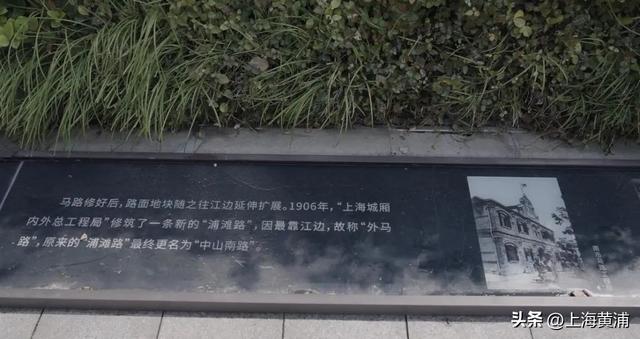 马路修好后，路面地块随之往江边延伸扩展。1906年，“上海城厢
内外总工程局”修筑了一条新的“浦滩路”，因最靠江边，故称“外马
路”，原来的“浦滩路”最终更名为“中山南路”。
头条 @上海黄浦